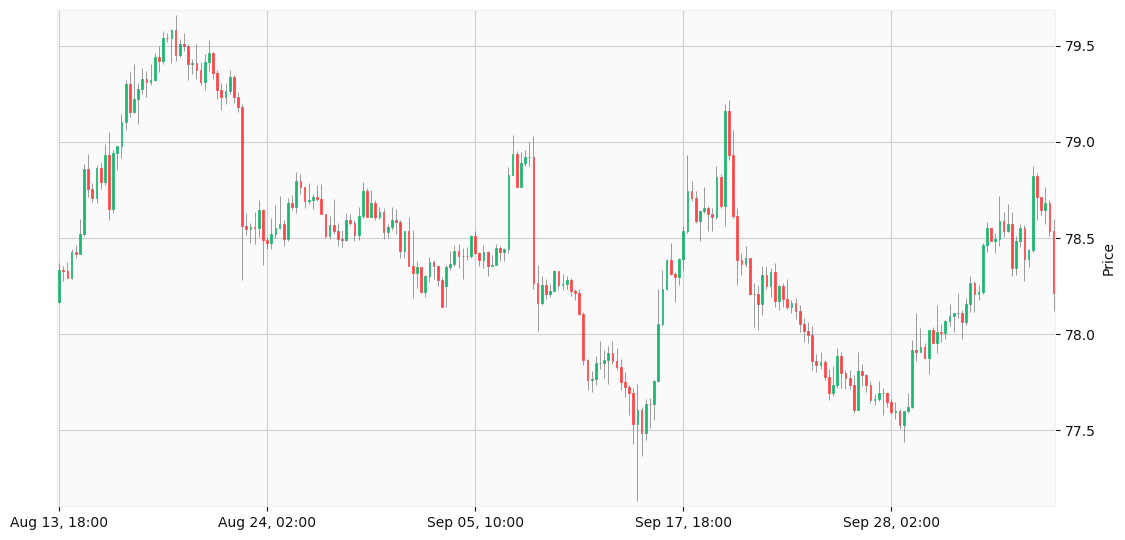 79.5
79.0
78.5
78.0
77.5
Price
Aug 13, 18:00
Aug 24, 02:00
Sep 05, 10:00
Sep 17, 18:00
Sep 28, 02:00